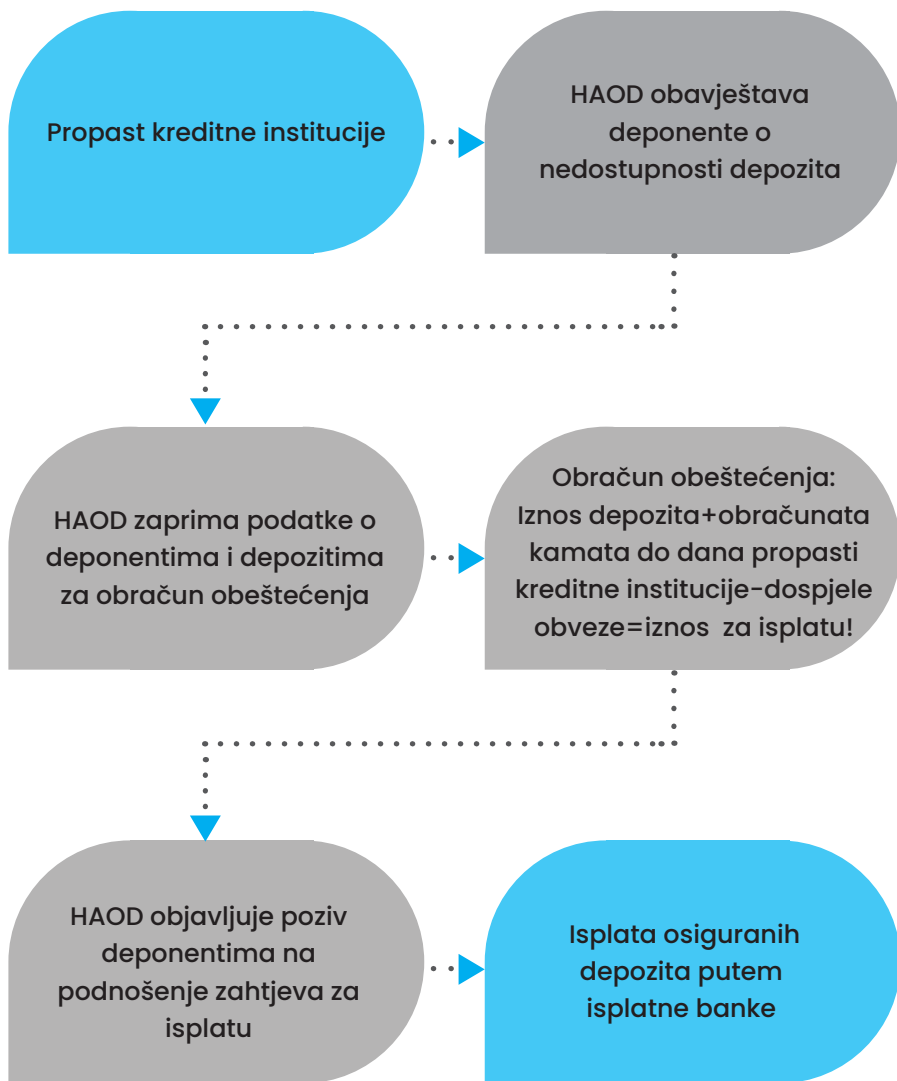 Propast kreditne institucije
HAOD obavještava
deponente o
nedostupnosti depozita
HAOD zaprima podatke o
deponentima i depozitima
za obračun obeštećenja
Obračun obeštećenja:
Iznos depozita+obračunata
kamata do dana propasti
kreditne institucije-dospjele
obveze=iznos za isplatu!
HAOD objavljuje poziv
deponentima na
podnošenje zahtjeva za
isplatu
Isplata osiguranih
depozita putem
isplatne banke